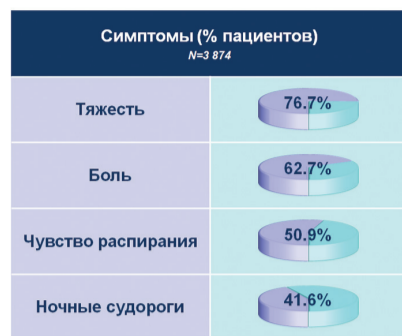 Симптомы (% пациентов)
N=3 874
Тяжесть
76.7%
Боль
62.7%
Чувство распирания
50.9%
Ночные судороги
41.6%